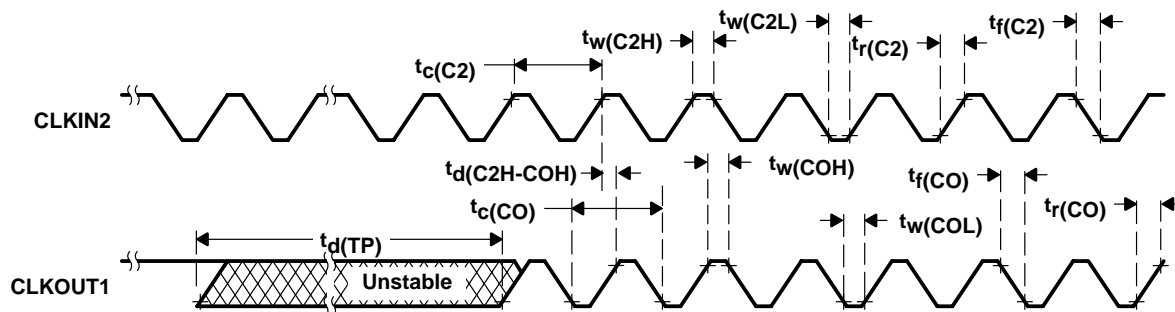 tw(C2L)
tf(C2)
tw(C2H)
tr(C2)
tc(C2)
CLKIN2
td(C2H-COH)
tw(COH)
tf(CO)
tc(CO)
tr(CO)
tw(COL)
td(TP)
CLKOUT1
Unstable